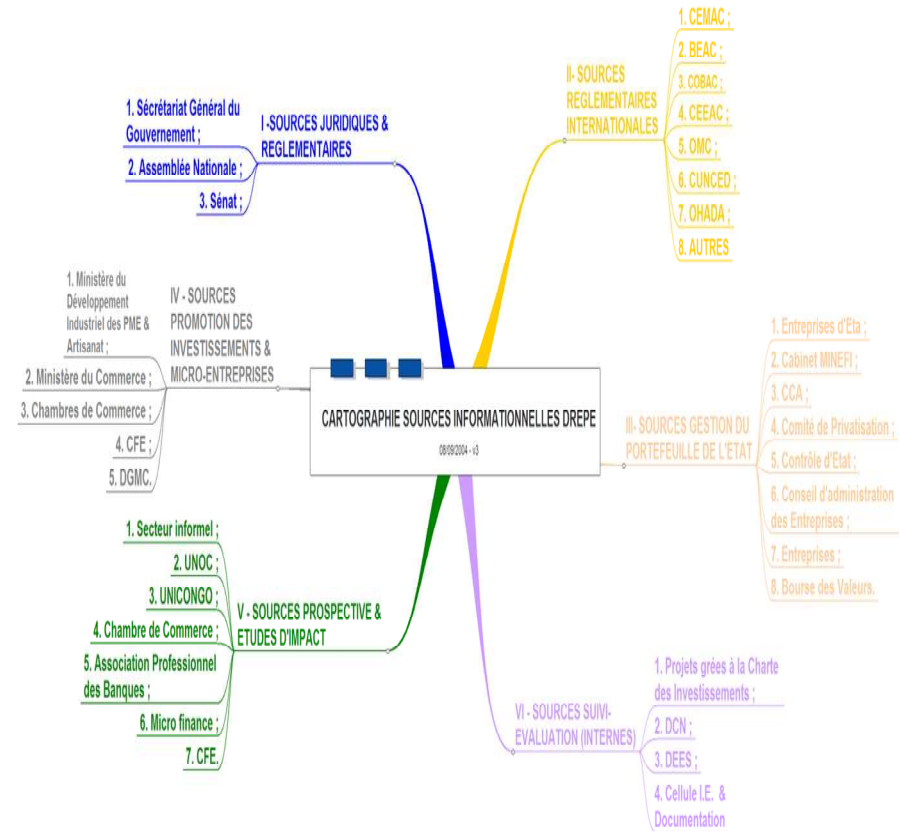 CARTOGRAPHIE SOURCES INFORMATIONNELLES DREPE
08/09/2004 - v3
I -SOURCES JURIDIQUES &
REGLEMENTAIRES
1. Sécrétariat Général du
Gouvernement ;
2. Assemblée Nationale ;
3. Sénat ;
II- SOURCES
REGLEMENTAIRES
INTERNATIONALES
1. CEMAC ;
2. BEAC ;
3. COBAC ;
4. CEEAC ;
5. OMC ;
6. CUNCED ;
7. OHADA ;
8. AUTRES
III- SOURCES GESTION DU
PORTEFEUILLE DE L'ETAT
1. Entreprises d'Eta ;
2. Cabinet MINEFI ;
3. CCA ;
4. Comité de Privatisation ;
5. Contrôle d'Etat ;
6. Conseil d'administration
des Entreprises ;
7. Entreprises ;
8. Bourse des Valeurs.
IV - SOURCES
PROMOTION DES
INVESTISSEMENTS &
MICRO-ENTREPRISES
1. Ministère du
Développement
Industriel des PME &
Artisanat ;
2. Ministère du Commerce ;
3. Chambres de Commerce ;
4. CFE ;
5. DGMC.
V - SOURCES PROSPECTIVE &
ETUDES D'IMPACT
1. Secteur informel ;
2. UNOC ;
3. UNICONGO ;
4. Chambre de Commerce ;
5. Association Professionnel
des Banques ;
6. Micro finance ;
7. CFE.
VI - SOURCES SUIVI-
EVALUATION (INTERNES)
1. Projets grées à la Charte
des Investissements ;
2. DCN ;
3. DEES ;
4. Cellule I.E. &
Documentation